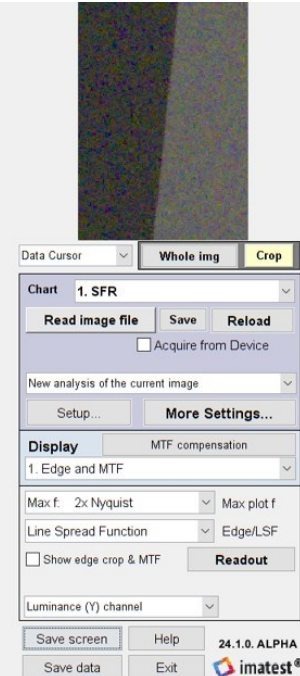 Data Cursor Whole img Crop
Chart 1. SFR
Read image file Save Reload
Acquire from Device
New analysis of the current image
Setup... More Settings...
Display MTF compensation
1. Edge and MTF
Max f: 2x Nyquist Max plot f
Line Spread Function Edge/LSF
Show edge crop & MTF Readout
Luminance (Y) channel
Save screen Help 24.1.0. ALPHA
Save data Exit imatest®